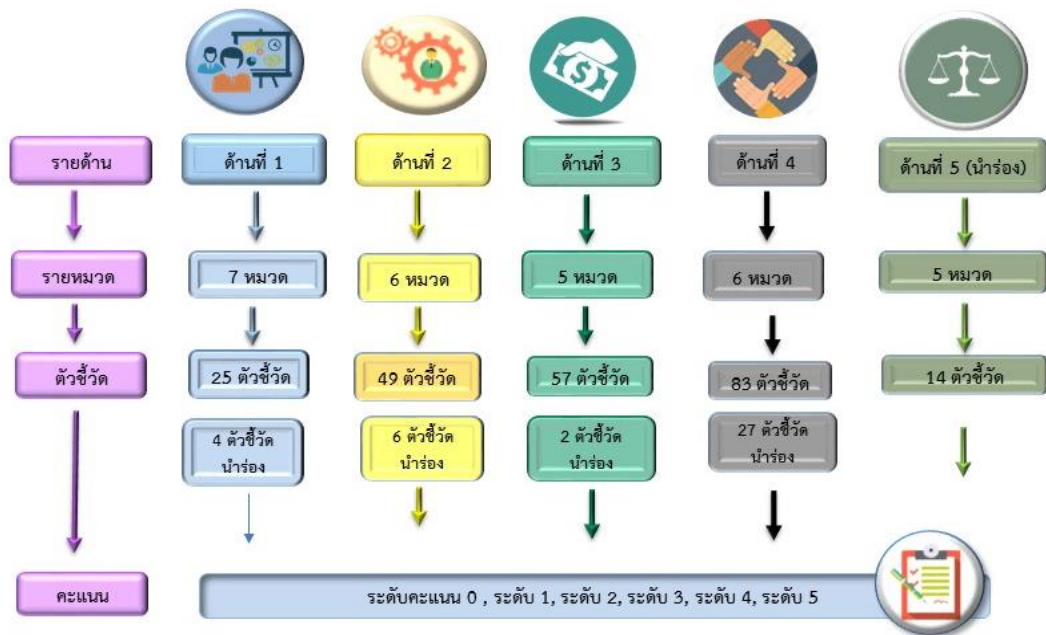 รายด้าน
ด้านที่ 1
ด้านที่ 2
ด้านที่ 3
ด้านที่ 4
ด้านที่ 5 (นำร่อง)
รายหมวด
7 หมวด
6 หมวด
5 หมวด
6 หมวด
5 หมวด
ตัวชี้วัด
25 ตัวชี้วัด
49 ตัวชี้วัด
57 ตัวชี้วัด
83 ตัวชี้วัด
14 ตัวชี้วัด
4 ตัวชี้วัด
นำร่อง
6 ตัวชี้วัด
นำร่อง
2 ตัวชี้วัด
นำร่อง
27 ตัวชี้วัด
นำร่อง
คะแนน
ระดับคะแนน 0 , ระดับ 1, ระดับ 2, ระดับ 3, ระดับ 4, ระดับ 5